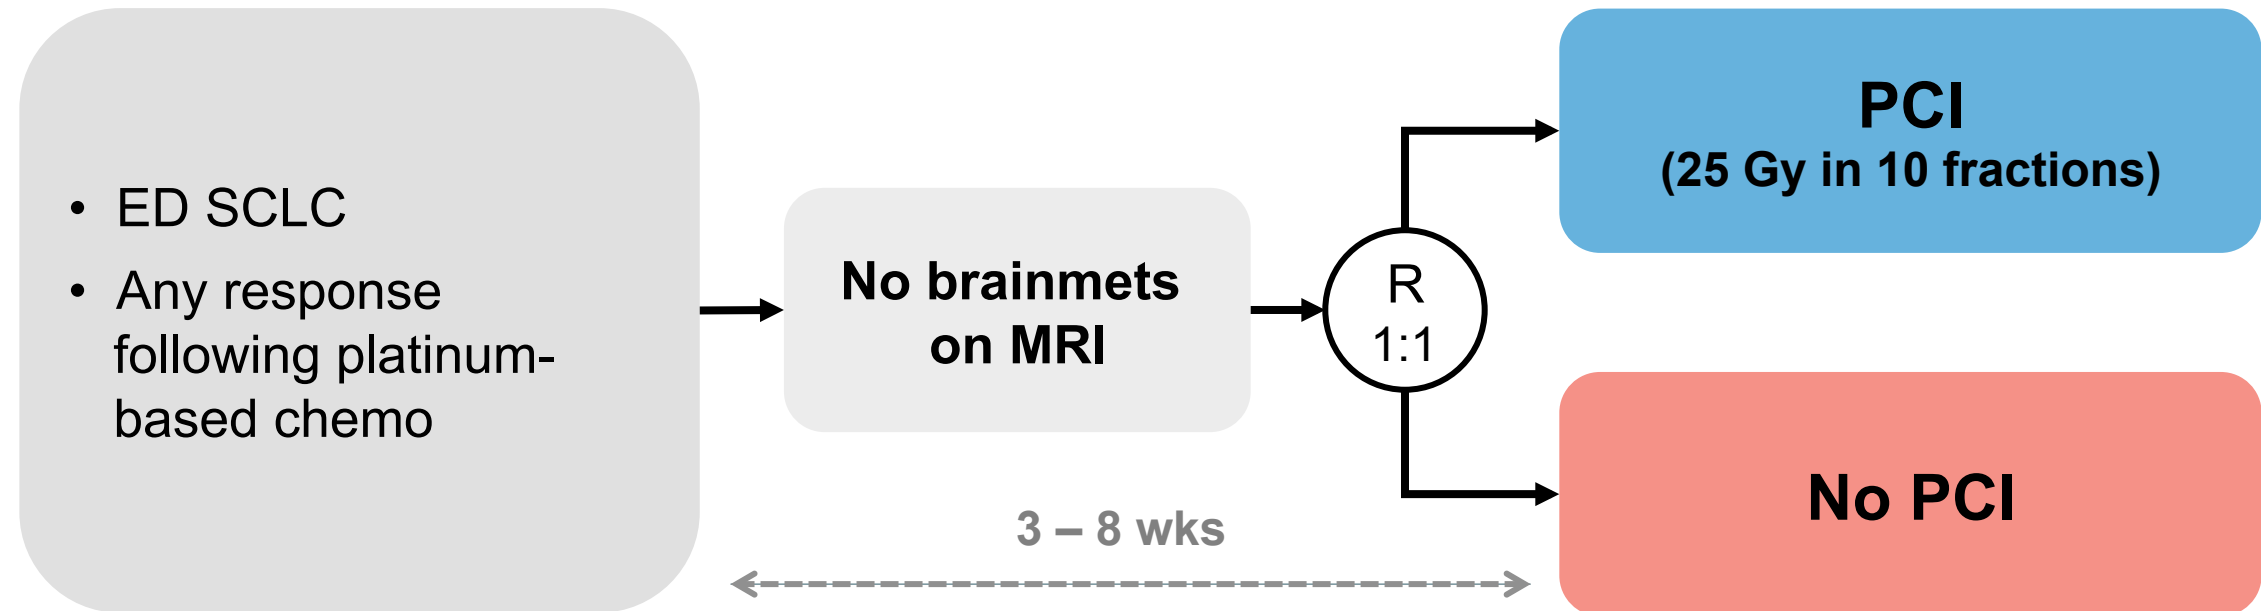 • ED SCLC
• Any response
following platinum-
based chemo
No brainmets
on MRI
R
1:1
PCI
(25 Gy in 10 fractions)
No PCI
3 – 8 wks